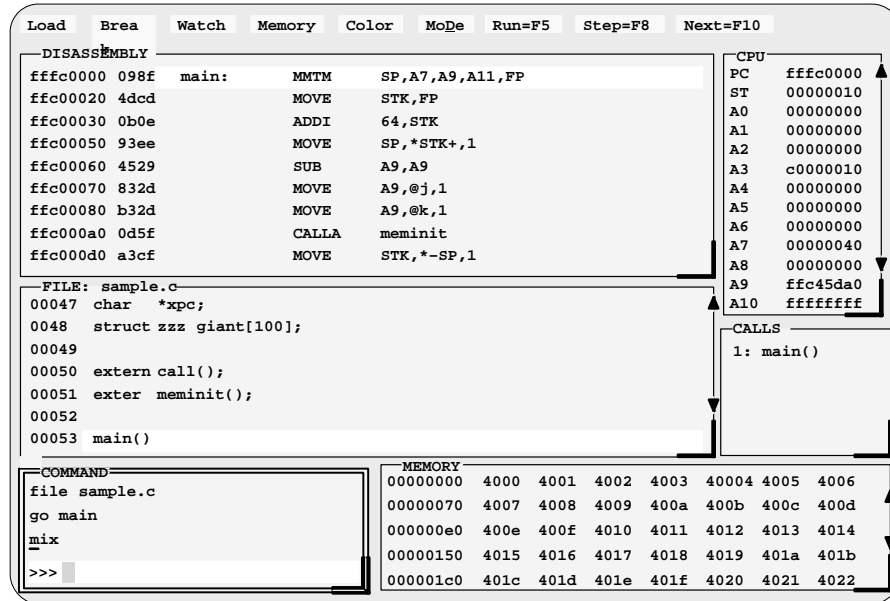 Load Break Watch Memory Color MoDe Run=F5 Step=F8 Next=F10
DISASSEMBLY
fffc0000 098f main: MMTM SP,A7,A9,A11,FP
ffc00020 4dcd MOVE STK,FP
ffc00030 0b0e ADDI 64,STK
ffc00050 93ee MOVE SP,*STK+,1
ffc00060 4529 SUB A9,A9
ffc00070 832d MOVE A9,@j,1
ffc00080 b32d MOVE A9,@k,1
ffc000a0 0d5f CALLA meminit
ffc000d0 a3cf MOVE STK,*-SP,1
CPU
PC fffc0000
ST 00000010
A0 00000000
A1 00000000
A2 00000000
A3 c0000010
A4 00000000
A5 00000000
A6 00000000
A7 00000040
A8 00000000
A9 ffc45da0
A10 ffffffff
FILE: sample.c
00047 char *xpc;
0048 struct zzz giant[100];
00049
00050 extern call();
00051 exter meminit();
00052
00053 main()
CALLS
1: main()
COMMAND
file sample.c
go main
mix
>>>
MEMORY
00000000 4000 4001 4002 4003 40004 4005 4006
00000070 4007 4008 4009 400a 400b 400c 400d
000000e0 400e 400f 4010 4011 4012 4013 4014
00000150 4015 4016 4017 4018 4019 401a 401b
000001c0 401c 401d 401e 401f 4020 4021 4022